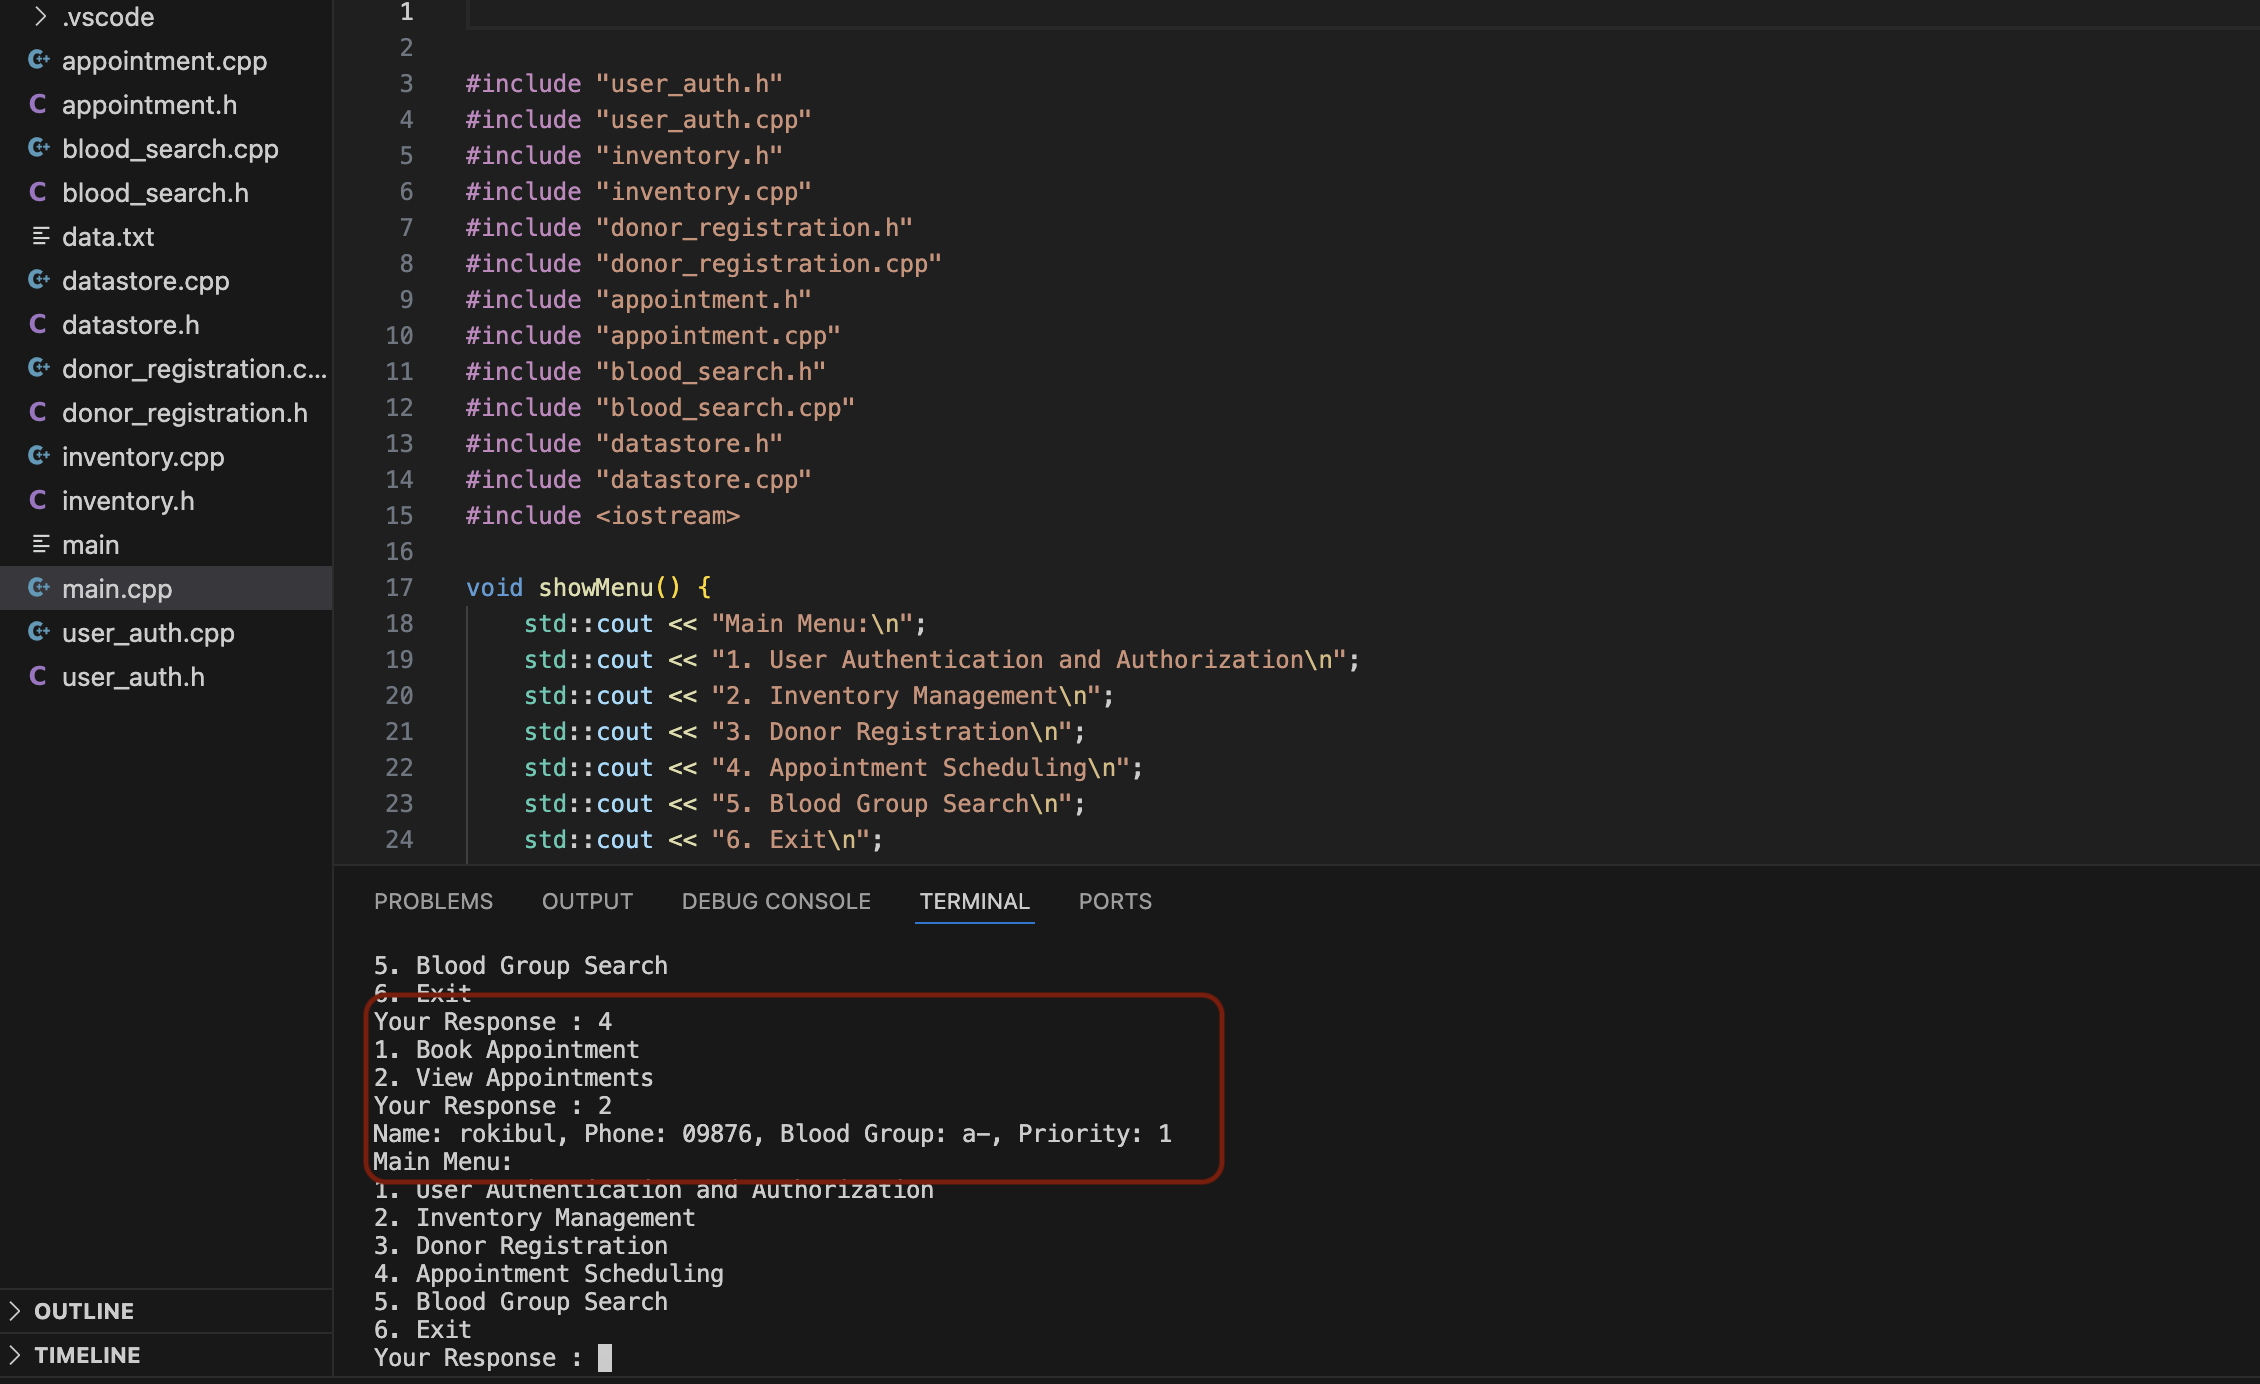 .vscode
appointment.cpp
appointment.h
blood_search.cpp
blood_search.h
data.txt
datastore.cpp
datastore.h
donor_registration.c...
donor_registration.h
inventory.cpp
inventory.h
main
main.cpp
user_auth.cpp
user_auth.h
OUTLINE
TIMELINE
1
2
3 #include "user_auth.h"
4 #include "user_auth.cpp"
5 #include "inventory.h"
6 #include "inventory.cpp"
7 #include "donor_registration.h"
8 #include "donor_registration.cpp"
9 #include "appointment.h"
10 #include "appointment.cpp"
11 #include "blood_search.h"
12 #include "blood_search.cpp"
13 #include "datastore.h"
14 #include "datastore.cpp"
15 #include <iostream>
16
17 void showMenu() {
18 std::cout << "Main Menu:\n";
19 std::cout << "1. User Authentication and Authorization\n";
20 std::cout << "2. Inventory Management\n";
21 std::cout << "3. Donor Registration\n";
22 std::cout << "4. Appointment Scheduling\n";
23 std::cout << "5. Blood Group Search\n";
24 std::cout << "6. Exit\n";
PROBLEMS OUTPUT DEBUG CONSOLE TERMINAL PORTS
5. Blood Group Search
6. Exit
Your Response : 4
1. Book Appointment
2. View Appointments
Your Response : 2
Name: rokibul, Phone: 09876, Blood Group: a-, Priority: 1
Main Menu:
1. User Authentication and Authorization
2. Inventory Management
3. Donor Registration
4. Appointment Scheduling
5. Blood Group Search
6. Exit
Your Response :